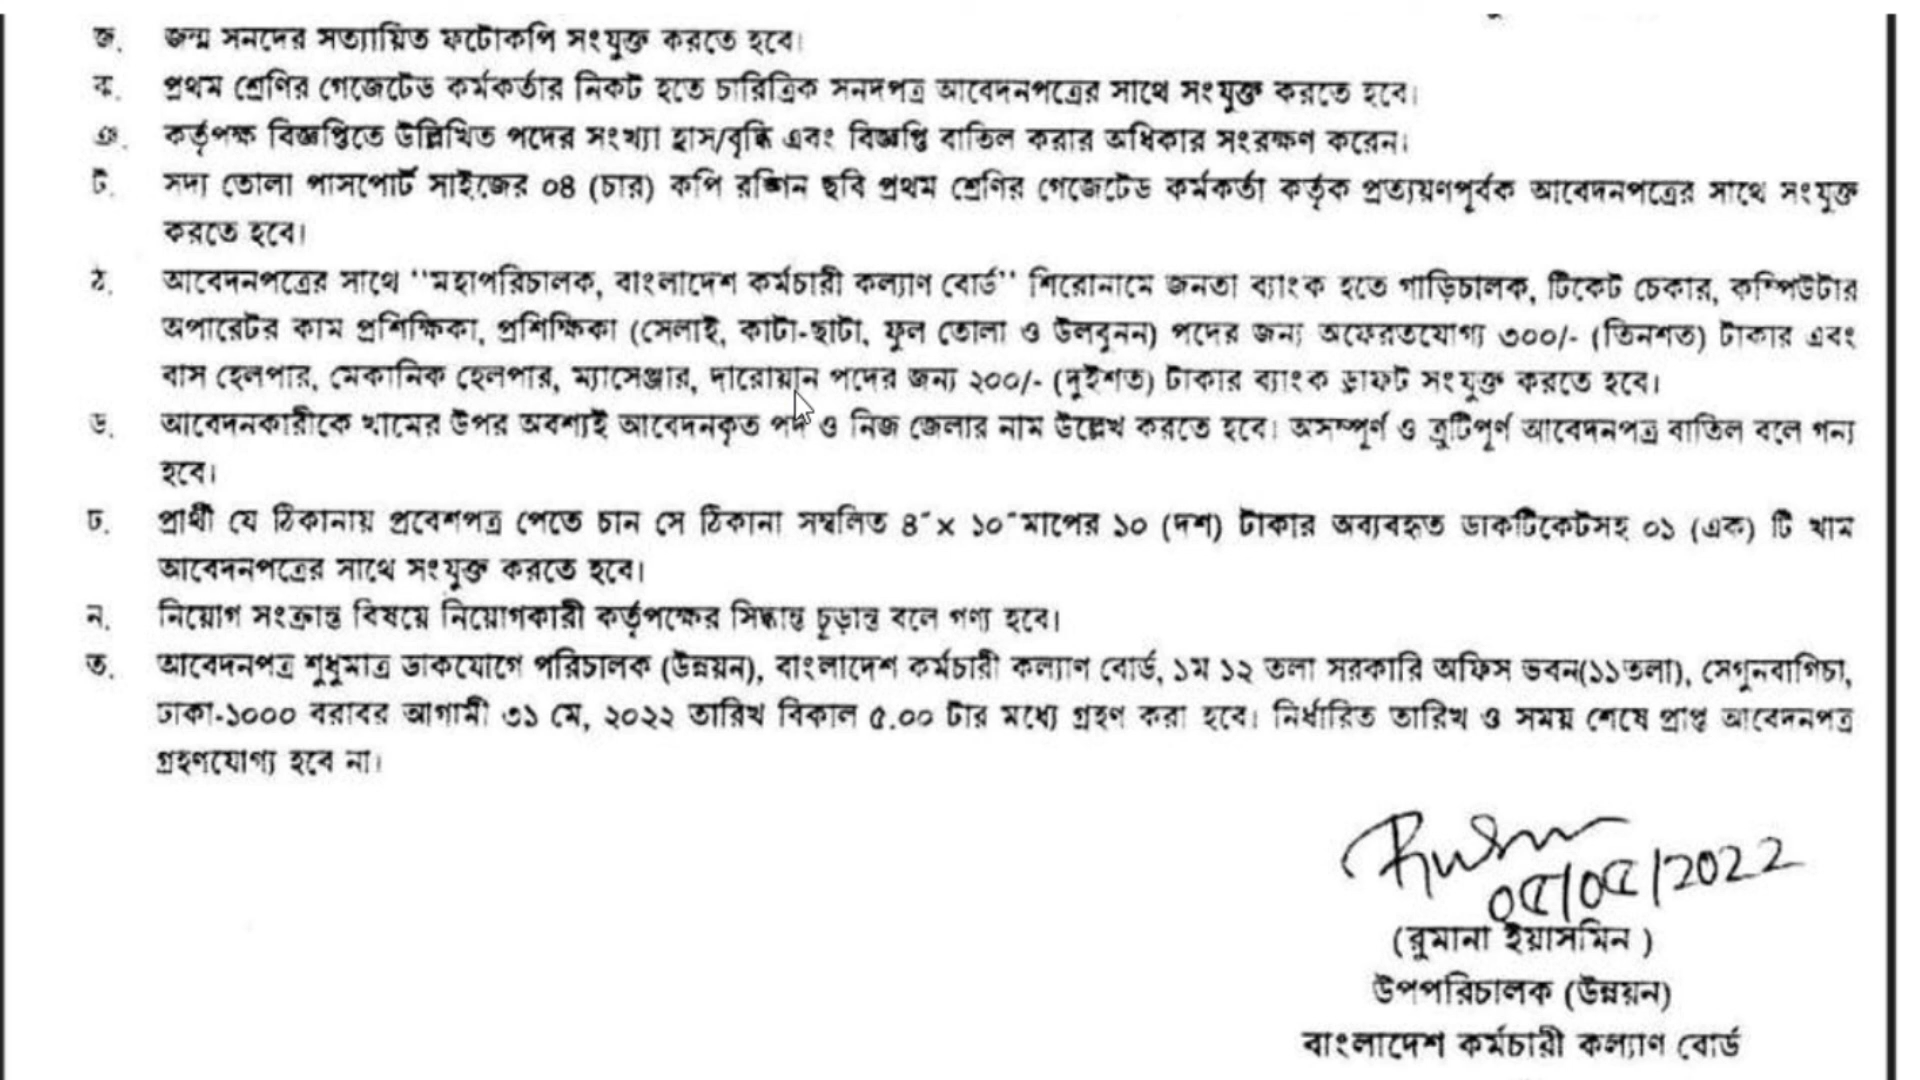 জ. জন্ম সনদের সত্যায়িত ফটোকপি সংযুক্ত করতে হবে।
ঝ. প্রথম শ্রেণির গেজেটেড কর্মকর্তার নিকট হতে চারিত্রিক সনদপত্র আবেদনপত্রের সাথে সংযুক্ত করতে হবে।
ঞ. কর্তৃপক্ষ বিজ্ঞপ্তিতে উল্লিখিত পদের সংখ্যা হ্রাস/বৃদ্ধি এবং বিজ্ঞপ্তি বাতিল করার অধিকার সংরক্ষণ করেন।
ট. সদ্য তোলা পাসপোর্ট সাইজের ০৪ (চার) কপি রঙ্গিন ছবি প্রথম শ্রেণির গেজেটেড কর্মকর্তা কর্তৃক প্রত্যয়ণপূর্বক আবেদনপত্রের সাথে সংযুক্ত
করতে হবে।
ঠ. আবেদনপত্রের সাথে ''মহাপরিচালক, বাংলাদেশ কর্মচারী কল্যাণ বোর্ড'' শিরোনামে জনতা ব্যাংক হতে গাড়িচালক, টিকেট চেকার, কম্পিউটার
অপারেটর কাম প্রশিক্ষিকা, প্রশিক্ষিকা (সেলাই, কাটা-ছাটা, ফুল তোলা ও উলবুনন) পদের জন্য অফেরতযোগ্য ৩০০/- (তিনশত) টাকার এবং
বাস হেলপার, মেকানিক হেলপার, ম্যাসেঞ্জার, দারোয়ান পদের জন্য ২০০/- (দুইশত) টাকার ব্যাংক ড্রাফট সংযুক্ত করতে হবে।
ড. আবেদনকারীকে খামের উপর অবশ্যই আবেদনকৃত পদ ও নিজ জেলার নাম উল্লেখ করতে হবে। অসম্পূর্ণ ও ত্রুটিপূর্ণ আবেদনপত্র বাতিল বলে গন্য
হবে।
ঢ. প্রার্থী যে ঠিকানায় প্রবেশপত্র পেতে চান সে ঠিকানা সম্বলিত ৪″x ১০″মাপের ১০ (দশ) টাকার অব্যবহৃত ডাকটিকেটসহ ০১ (এক) টি খাম
আবেদনপত্রের সাথে সংযুক্ত করতে হবে।
ন. নিয়োগ সংক্রান্ত বিষয়ে নিয়োগকারী কর্তৃপক্ষের সিদ্ধান্ত চূড়ান্ত বলে গণ্য হবে।
ত. আবেদনপত্র শুধুমাত্র ডাকযোগে পরিচালক (উন্নয়ন), বাংলাদেশ কর্মচারী কল্যাণ বোর্ড, ১ম ১২ তলা সরকারি অফিস ভবন(১১তলা), সেগুনবাগিচা,
ঢাকা-১০০০ বরাবর আগামী ৩১ মে, ২০২২ তারিখ বিকাল ৫.০০ টার মধ্যে গ্রহণ করা হবে। নির্ধারিত তারিখ ও সময় শেষে প্রাপ্ত আবেদনপত্র
গ্রহণযোগ্য হবে না।
০৫/০৫/2022
(রুমানা ইয়াসমিন )
উপপরিচালক (উন্নয়ন)
বাংলাদেশ কর্মচারী কল্যাণ বোর্ড